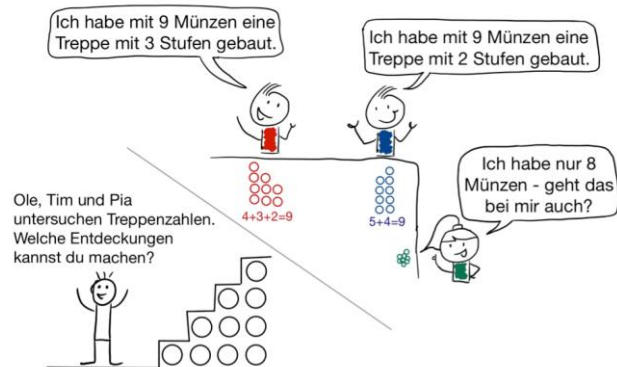 Ich habe mit 9 Münzen eine
Treppe mit 3 Stufen gebaut.
Ich habe mit 9 Münzen eine
Treppe mit 2 Stufen gebaut.
Ich habe nur 8
Münzen - geht das
bei mir auch?
4+3+2=9
5+4=9
Ole, Tim und Pia
untersuchen Treppenzahlen.
Welche Entdeckungen
kannst du machen?